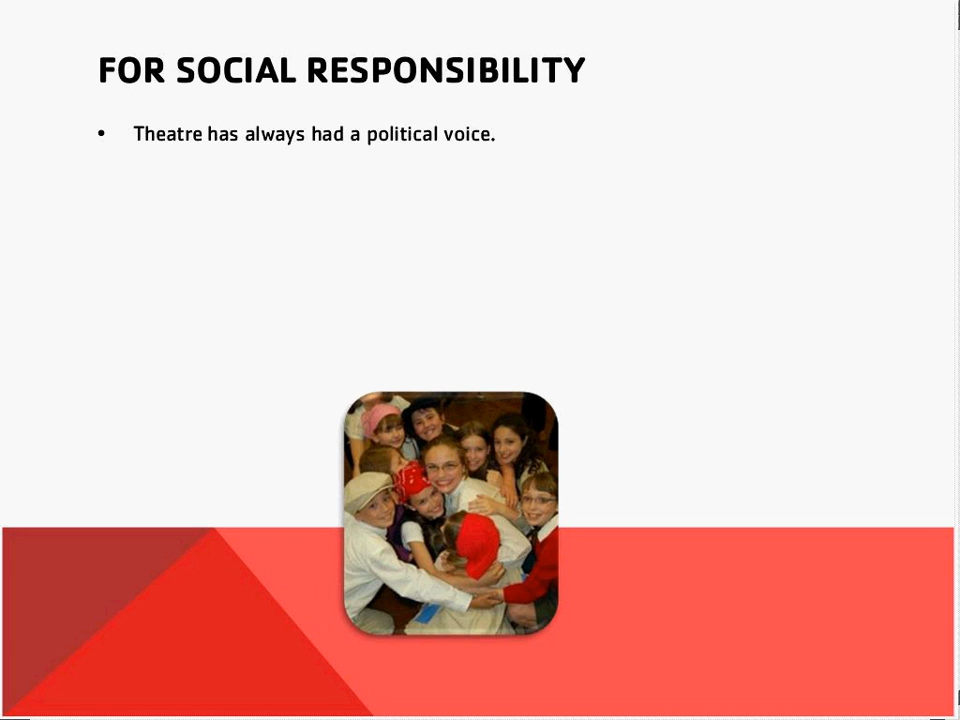 FOR SOCIAL RESPONSIBILITY
• Theatre has always had a political voice.